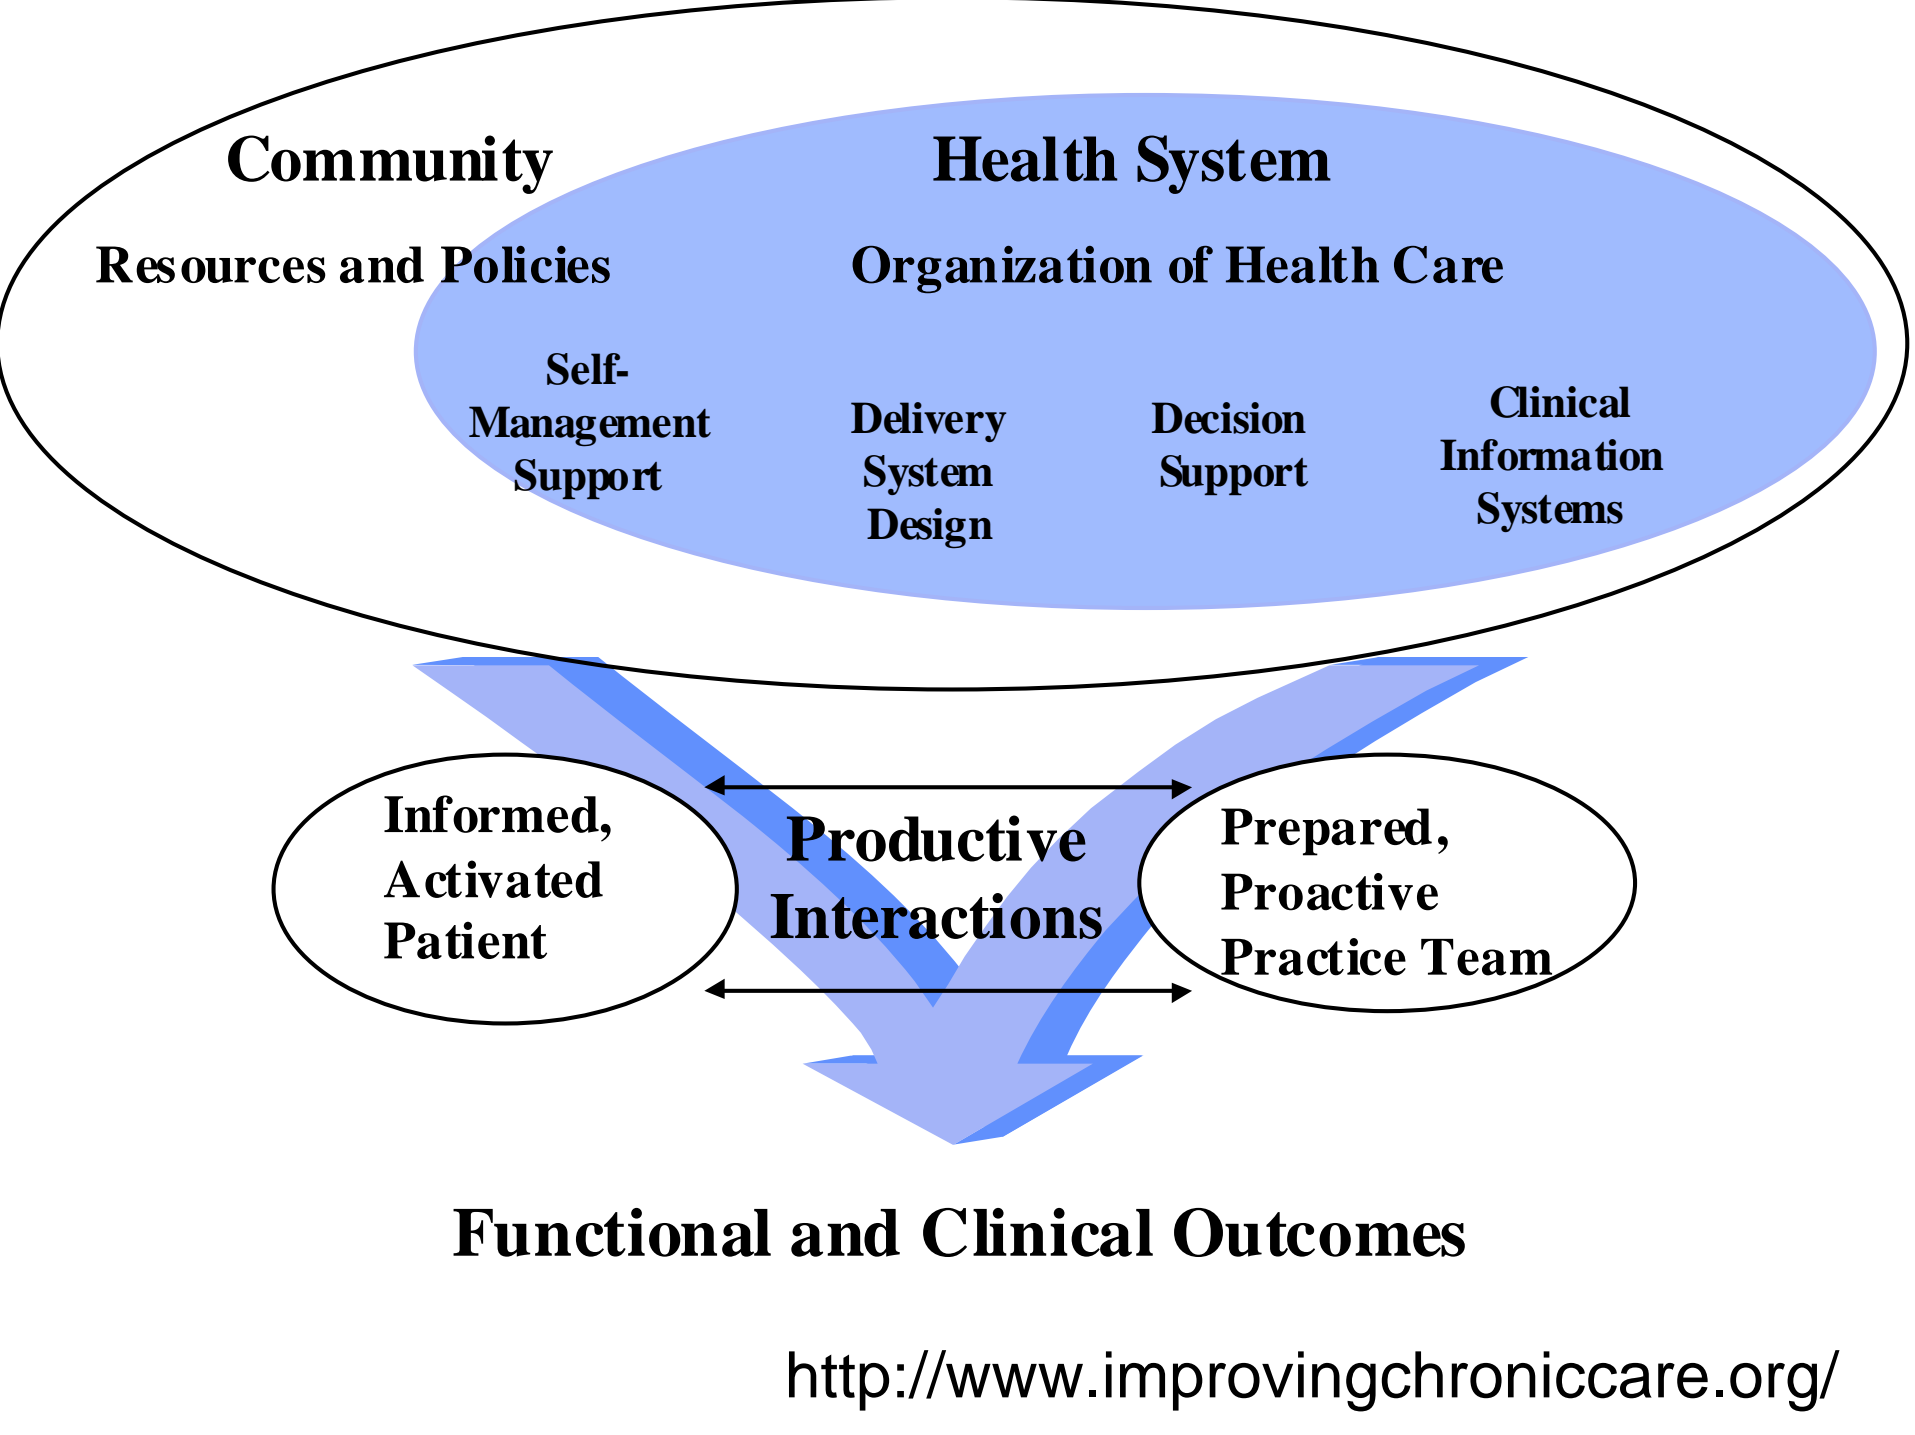 Community
Health System
Resources and Policies
Organization of Health Care
Self-
Management
Support
Delivery
System
Design
Decision
Support
Clinical
Information
Systems
Informed,
Activated
Patient
Productive
Interactions
Prepared,
Proactive
Practice Team
Functional and Clinical Outcomes
http://www.improvingchroniccare.org/